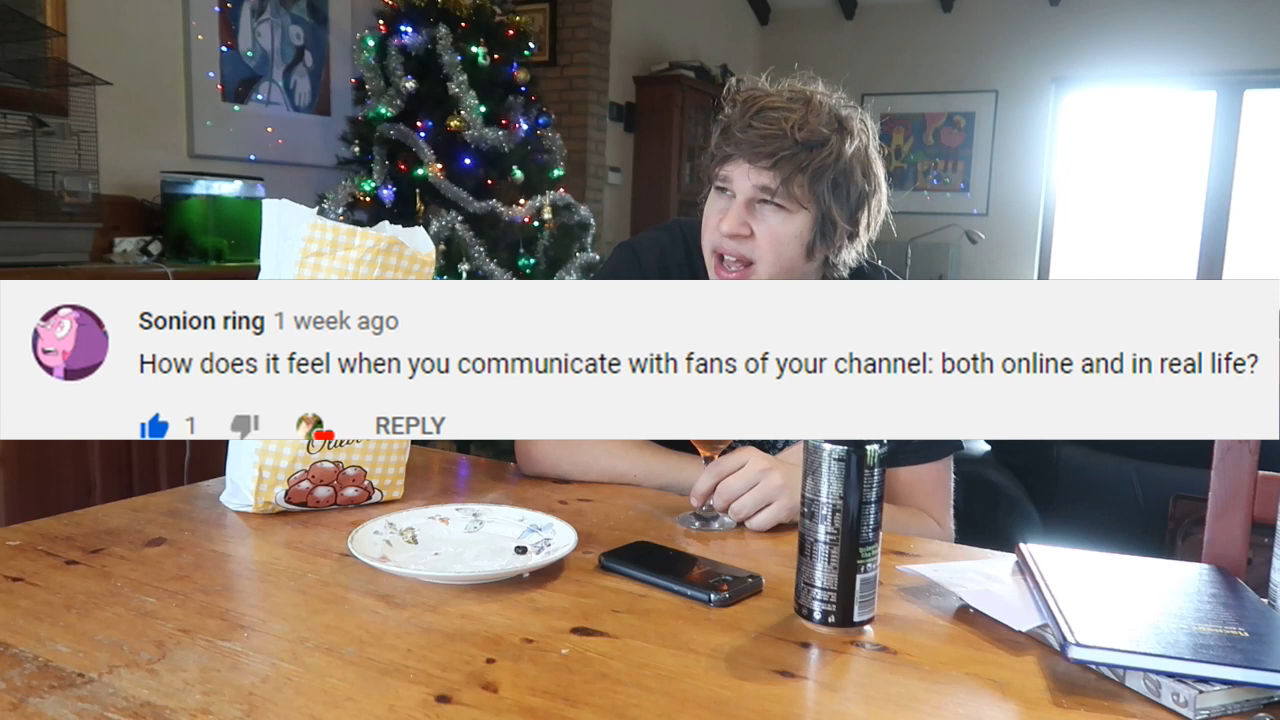 Sonion ring 1 week ago
How does it feel when you communicate with fans of your channel: both online and in real life?
1 REPLY